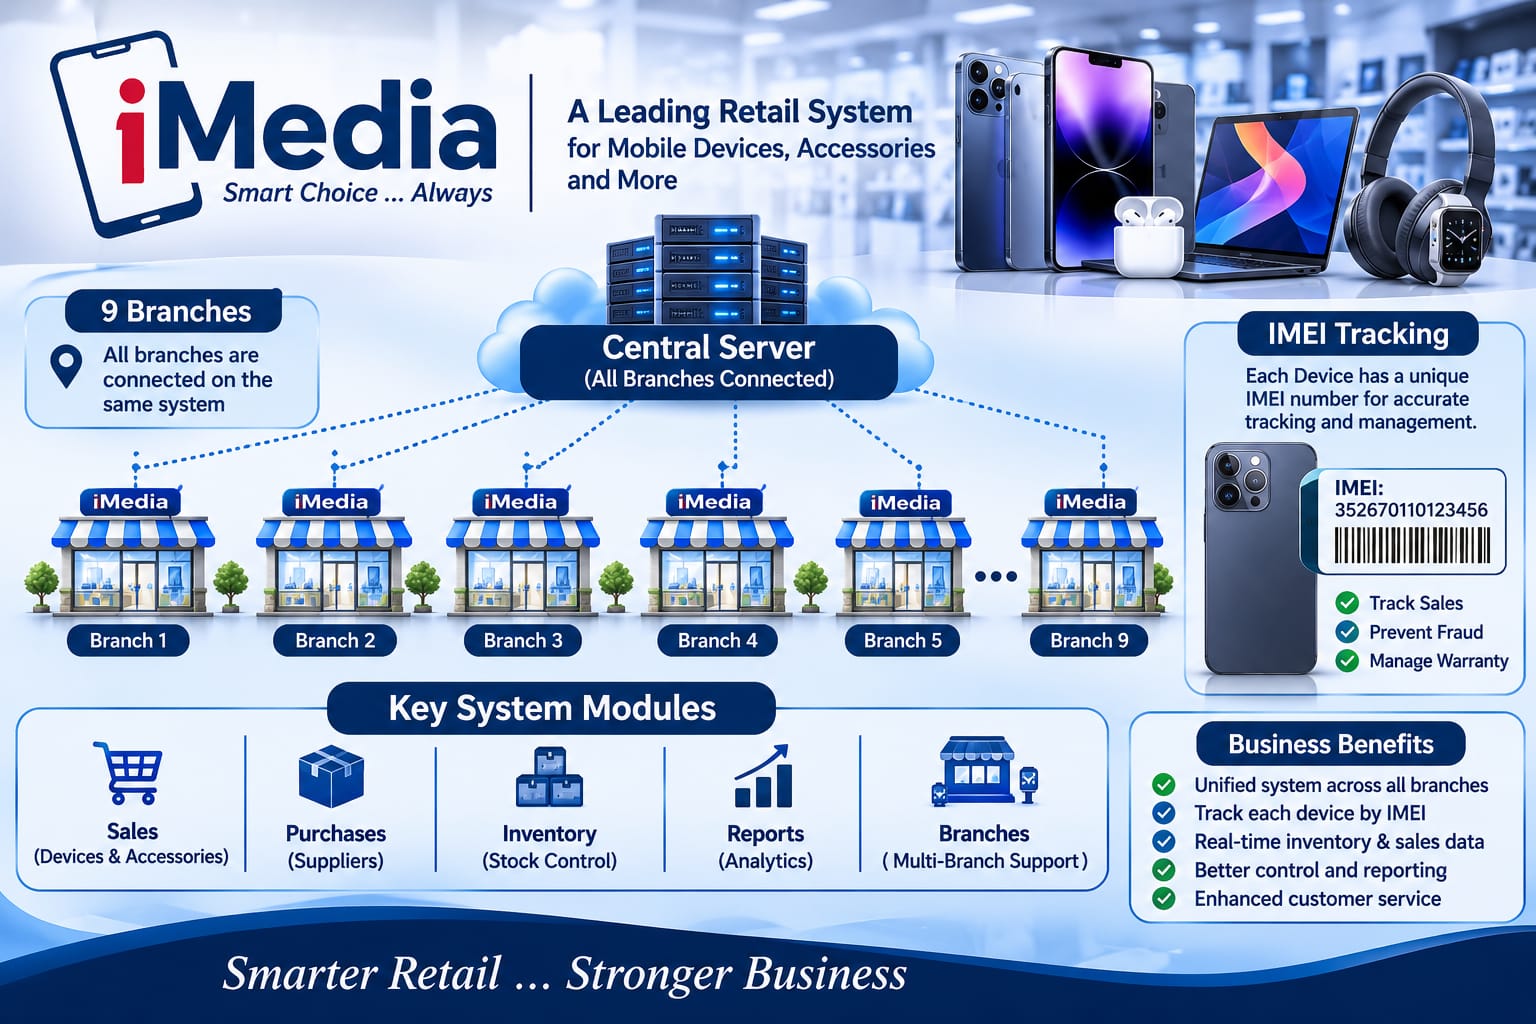 iMedia
Smart Choice ... Always
A Leading Retail System
for Mobile Devices, Accessories
and More
9 Branches
All branches are
connected on the
same system
Central Server
(All Branches Connected)
iMedia
iMedia
iMedia
iMedia
iMedia
iMedia
Branch 1
Branch 2
Branch 3
Branch 4
Branch 5
•••
Branch 9
IMEI Tracking
Each Device has a unique
IMEI number for accurate
tracking and management.
IMEI:
352670110123456
Track Sales
Prevent Fraud
Manage Warranty
Key System Modules
Sales
(Devices & Accessories)
Purchases
(Suppliers)
Inventory
(Stock Control)
Reports
(Analytics)
Branches
( Multi-Branch Support )
Business Benefits
Unified system across all branches
Track each device by IMEI
Real-time inventory & sales data
Better control and reporting
Enhanced customer service
Smarter Retail ... Stronger Business